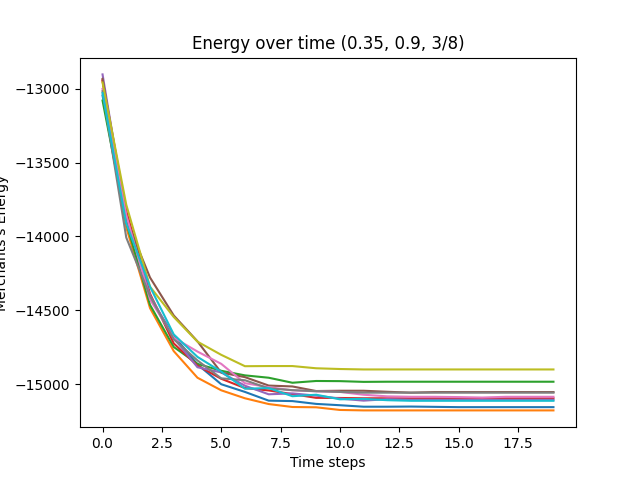 Energy over time (0.35, 0.9, 3/8)
Merchants's Energy
−13000
−13500
−14000
−14500
−15000
0.0 2.5 5.0 7.5 10.0 12.5 15.0 17.5
Time steps